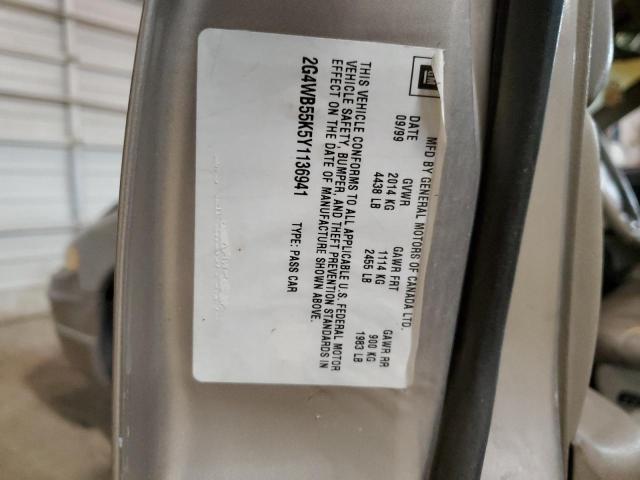 GM
MFD BY GENERAL MOTORS OF CANADA LTD.
DATE GVWR GAWR FRT GAWR RR
09/99 2014 KG 1114 KG 900 KG
4438 LB 2455 LB 1983 LB
THIS VEHICLE CONFORMS TO ALL APPLICABLE U.S. FEDERAL MOTOR
VEHICLE SAFETY, BUMPER, AND THEFT PREVENTION STANDARDS IN
EFFECT ON THE DATE OF MANUFACTURE SHOWN ABOVE.
2G4WB55K5Y1136941 TYPE: PASS CAR